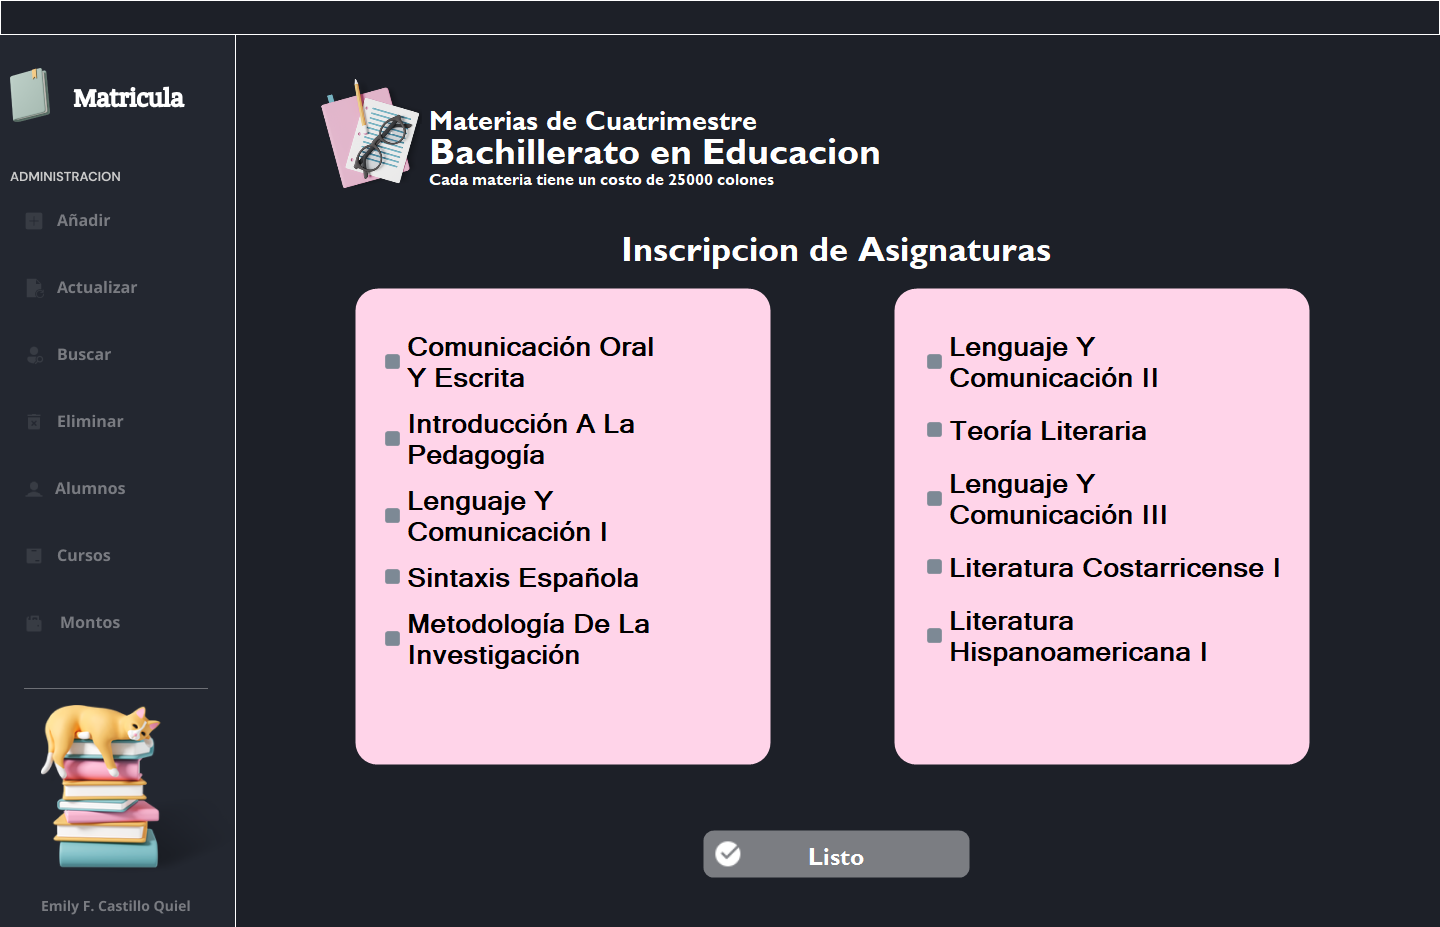 Matricula
ADMINISTRACION
Añadir
Actualizar
Buscar
Eliminar
Alumnos
Cursos
Montos
Emily F. Castillo Quiel
Materias de Cuatrimestre
Bachillerato en Educacion
Cada materia tiene un costo de 25000 colones
Inscripcion de Asignaturas
Comunicación Oral
Y Escrita
Introducción A La
Pedagogía
Lenguaje Y
Comunicación I
Sintaxis Española
Metodología De La
Investigación
Lenguaje Y
Comunicación II
Teoría Literaria
Lenguaje Y
Comunicación III
Literatura Costarricense I
Literatura
Hispanoamericana I
Listo